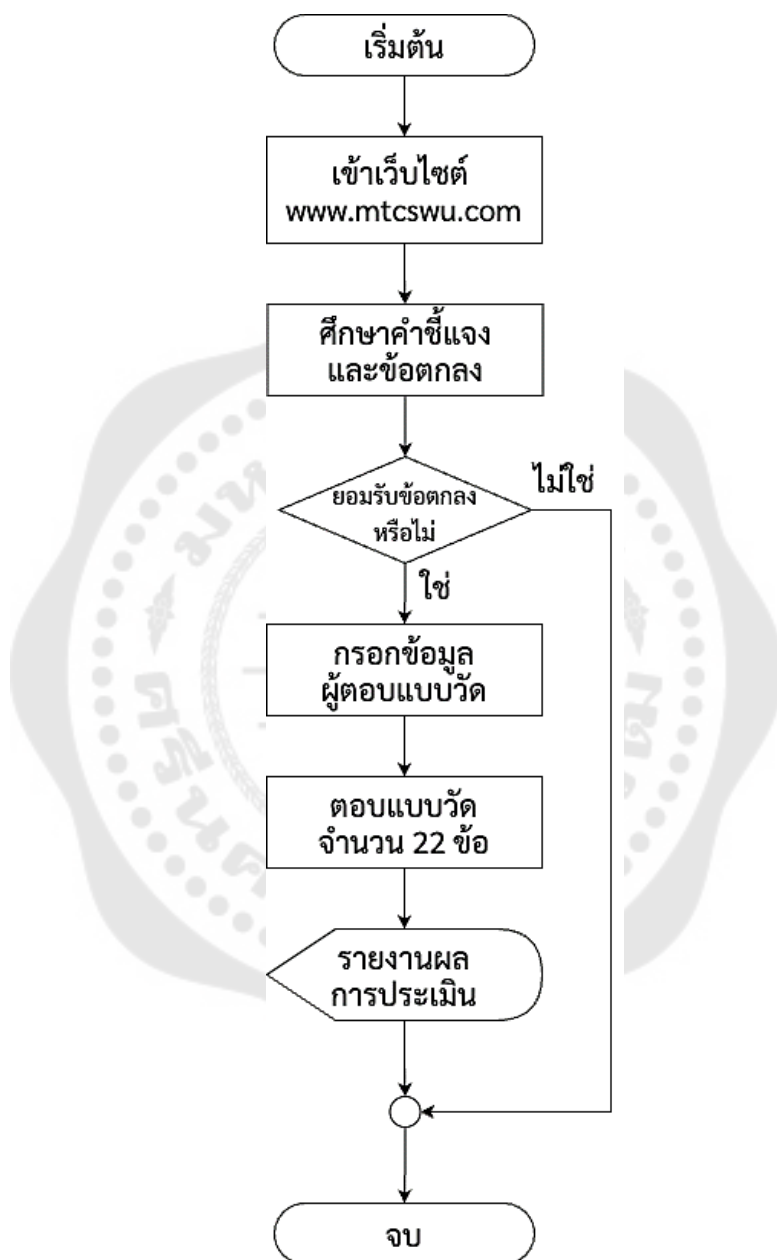 เริ่มต้น
เข้าเว็บไซต์
www.mtcswu.com
ศึกษาคำชี้แจง
และข้อตกลง
ยอมรับข้อตกลง
หรือไม่
ไม่ใช่
ใช่
กรอกข้อมูล
ผู้ตอบแบบวัด
ตอบแบบวัด
จำนวน 22 ข้อ
รายงานผล
การประเมิน
จบ